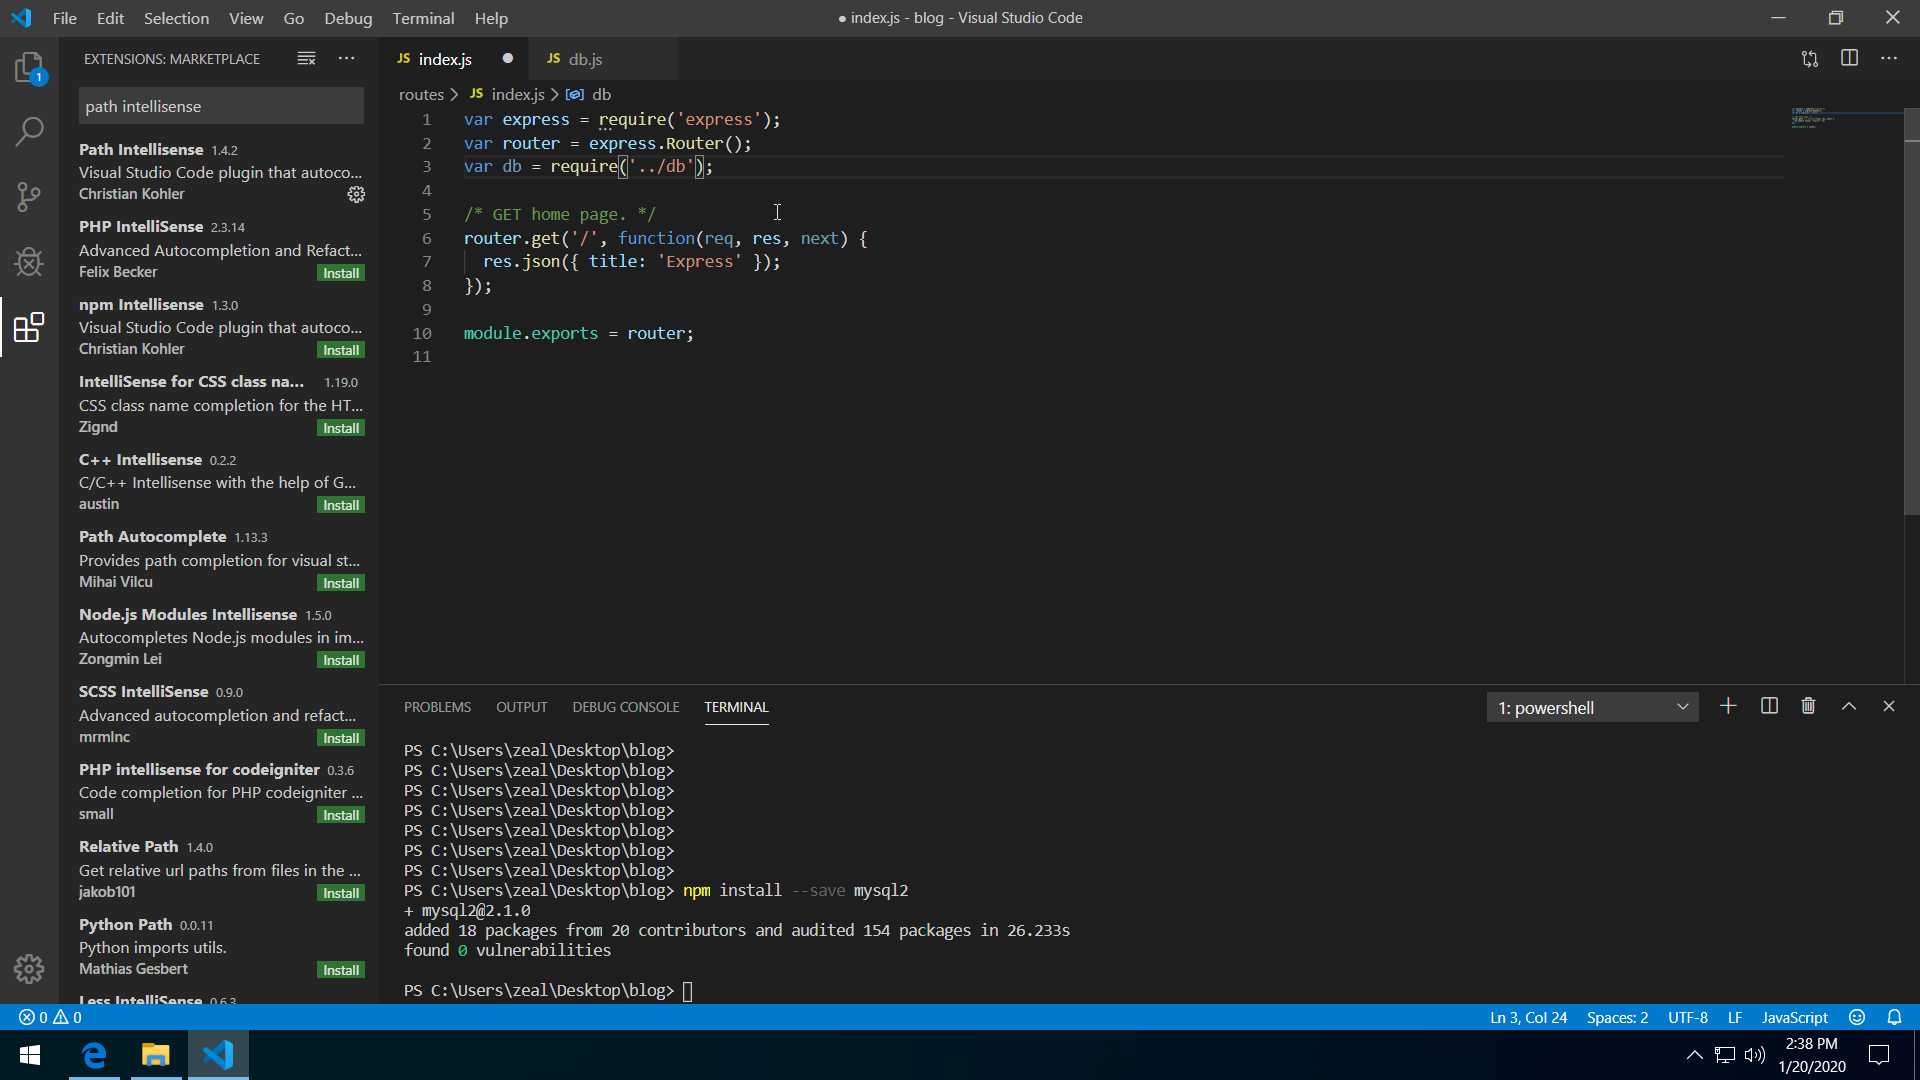 File Edit Selection View Go Debug Terminal Help
● index.js - blog - Visual Studio Code
EXTENSIONS: MARKETPLACE
path intellisense
Path Intellisense 1.4.2
Visual Studio Code plugin that autoco...
Christian Kohler
PHP IntelliSense 2.3.14
Advanced Autocompletion and Refact...
Felix Becker Install
npm Intellisense 1.3.0
Visual Studio Code plugin that autoco...
Christian Kohler Install
IntelliSense for CSS class na... 1.19.0
CSS class name completion for the HT...
Zignd Install
C++ Intellisense 0.2.2
C/C++ Intellisense with the help of G...
austin Install
Path Autocomplete 1.13.3
Provides path completion for visual st...
Mihai Vilcu Install
Node.js Modules Intellisense 1.5.0
Autocompletes Node.js modules in im...
Zongmin Lei Install
SCSS IntelliSense 0.9.0
Advanced autocompletion and refact...
mrmlnc Install
PHP intellisense for codeigniter 0.3.6
Code completion for PHP codeigniter ...
small Install
Relative Path 1.4.0
Get relative url paths from files in the ...
jakob101 Install
Python Path 0.0.11
Python imports utils.
Mathias Gesbert Install
Less IntelliSense 0.6.3
1
JS index.js ● JS db.js
routes > JS index.js > db
1 var express = require('express');
2 var router = express.Router();
3 var db = require('../db');
4
5 /* GET home page. */
6 router.get('/', function(req, res, next) {
7 res.json({ title: 'Express' });
8 });
9
10 module.exports = router;
11
PROBLEMS OUTPUT DEBUG CONSOLE TERMINAL
1: powershell
PS C:\Users\zeal\Desktop\blog>
PS C:\Users\zeal\Desktop\blog>
PS C:\Users\zeal\Desktop\blog>
PS C:\Users\zeal\Desktop\blog>
PS C:\Users\zeal\Desktop\blog>
PS C:\Users\zeal\Desktop\blog>
PS C:\Users\zeal\Desktop\blog>
PS C:\Users\zeal\Desktop\blog> npm install --save mysql2
+ mysql2@2.1.0
added 18 packages from 20 contributors and audited 154 packages in 26.233s
found 0 vulnerabilities
PS C:\Users\zeal\Desktop\blog>
0 0
Ln 3, Col 24 Spaces: 2 UTF-8 LF JavaScript
2:38 PM
1/20/2020